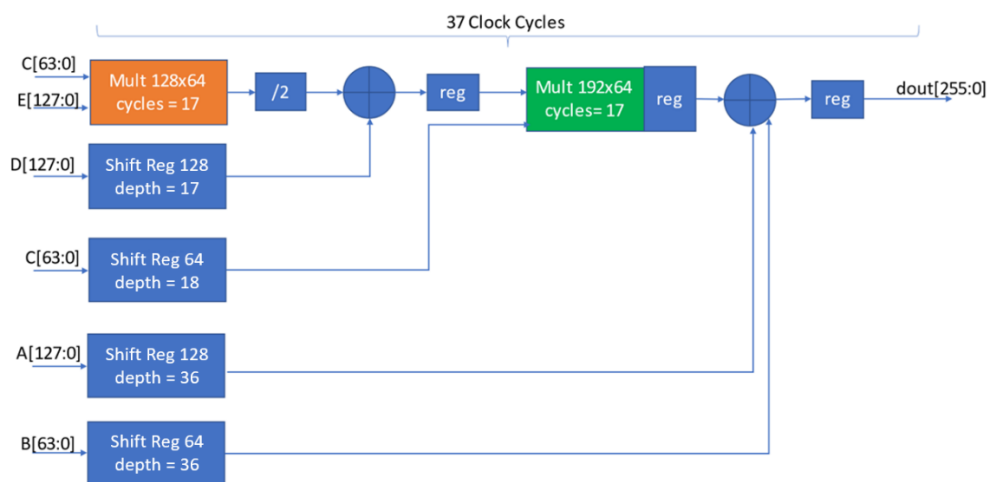 37 Clock Cycles
C[63:0]
E[127:0]
Mult 128x64
cycles = 17
/2
reg
Mult 192x64
cycles= 17
reg
reg
dout[255:0]
D[127:0]
Shift Reg 128
depth = 17
C[63:0]
Shift Reg 64
depth = 18
A[127:0]
Shift Reg 128
depth = 36
B[63:0]
Shift Reg 64
depth = 36